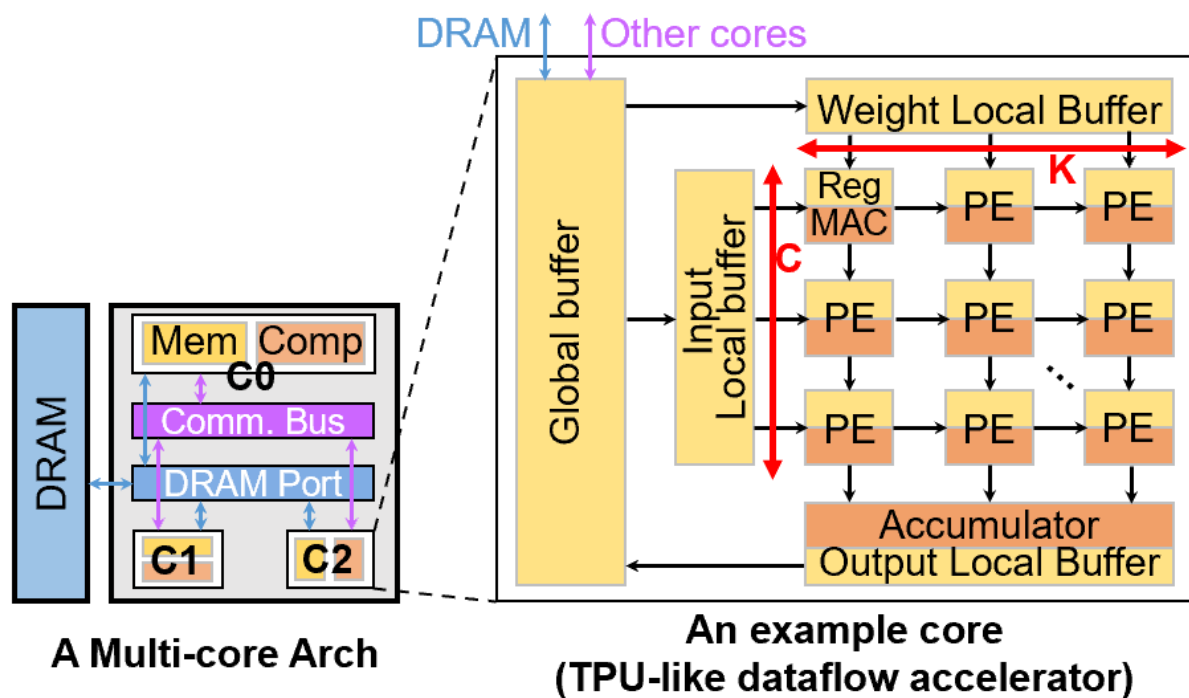 DRAM
Other cores
Global buffer
Weight Local Buffer
K
Input
Local buffer
C
Reg
MAC
PE
PE
PE
PE
PE
PE
PE
PE
Accumulator
Output Local Buffer
An example core
(TPU-like dataflow accelerator)
DRAM
Mem
Comp
C0
Comm. Bus
DRAM Port
C1
C2
A Multi-core Arch